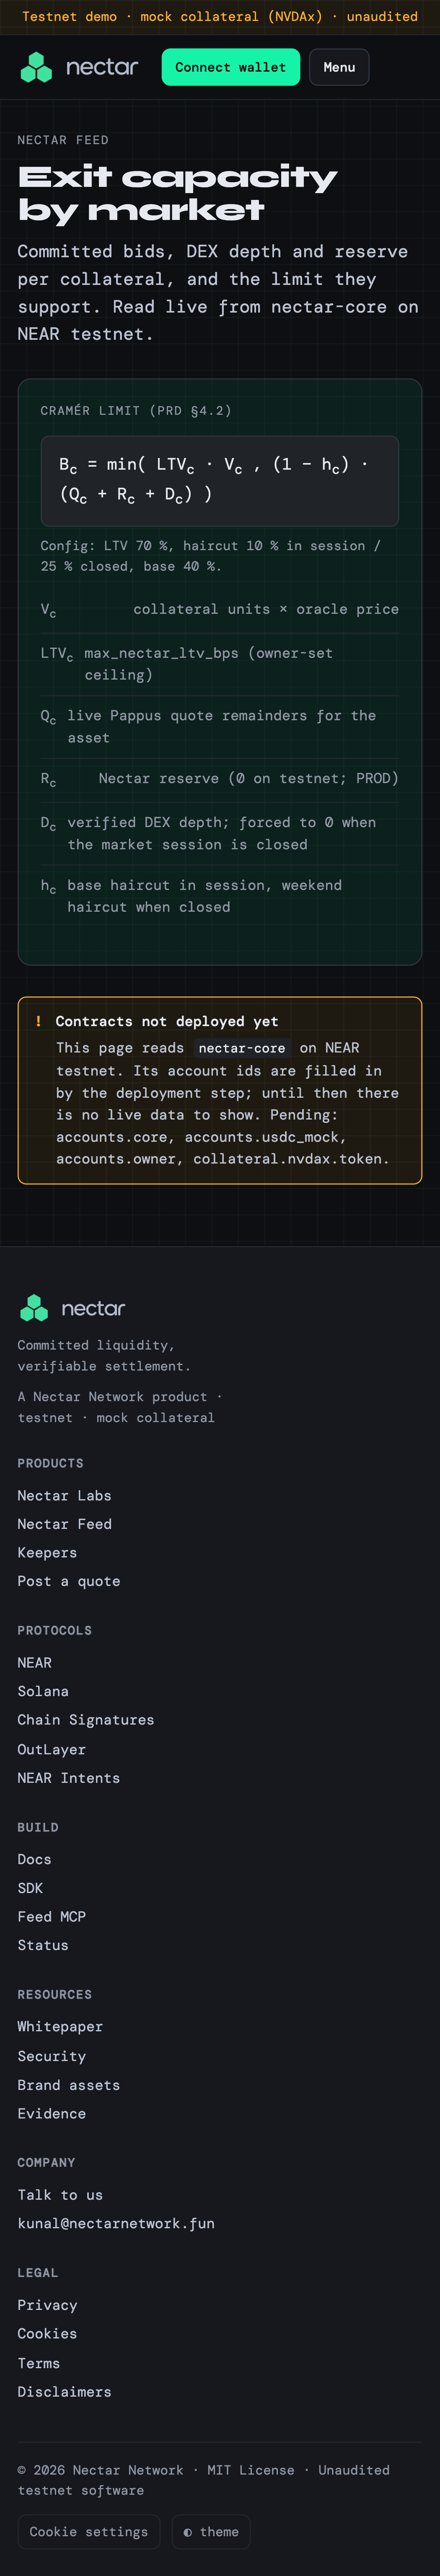 Testnet demo · mock collateral (NVDAx) · unaudited
nectar
Connect wallet
Menu
NECTAR FEED
Exit capacity
by market
Committed bids, DEX depth and reserve
per collateral, and the limit they
support. Read live from nectar-core on
NEAR testnet.
CRAMÉR LIMIT (PRD §4.2)
Bc = min( LTVc · Vc , (1 − hc) ·
(Qc + Rc + Dc) )
Config: LTV 70 %, haircut 10 % in session /
25 % closed, base 40 %.
Vc collateral units × oracle price
LTVc max_nectar_ltv_bps (owner-set
ceiling)
Qc live Pappus quote remainders for the
asset
Rc Nectar reserve (0 on testnet; PROD)
Dc verified DEX depth; forced to 0 when
the market session is closed
hc base haircut in session, weekend
haircut when closed
! Contracts not deployed yet
This page reads nectar-core on NEAR
testnet. Its account ids are filled in
by the deployment step; until then there
is no live data to show. Pending:
accounts.core, accounts.usdc_mock,
accounts.owner, collateral.nvdax.token.
nectar
Committed liquidity,
verifiable settlement.
A Nectar Network product ·
testnet · mock collateral
PRODUCTS
Nectar Labs
Nectar Feed
Keepers
Post a quote
PROTOCOLS
NEAR
Solana
Chain Signatures
OutLayer
NEAR Intents
BUILD
Docs
SDK
Feed MCP
Status
RESOURCES
Whitepaper
Security
Brand assets
Evidence
COMPANY
Talk to us
kunal@nectarnetwork.fun
LEGAL
Privacy
Cookies
Terms
Disclaimers
© 2026 Nectar Network · MIT License · Unaudited
testnet software
Cookie settings
◐ theme